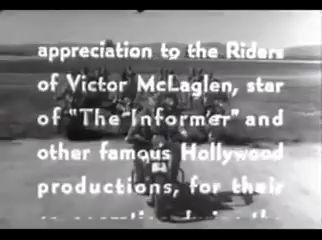 appreciation to the Riders
of Victor McLaglen, star
of "The Informer" and
other famous Hollywood
productions, for their